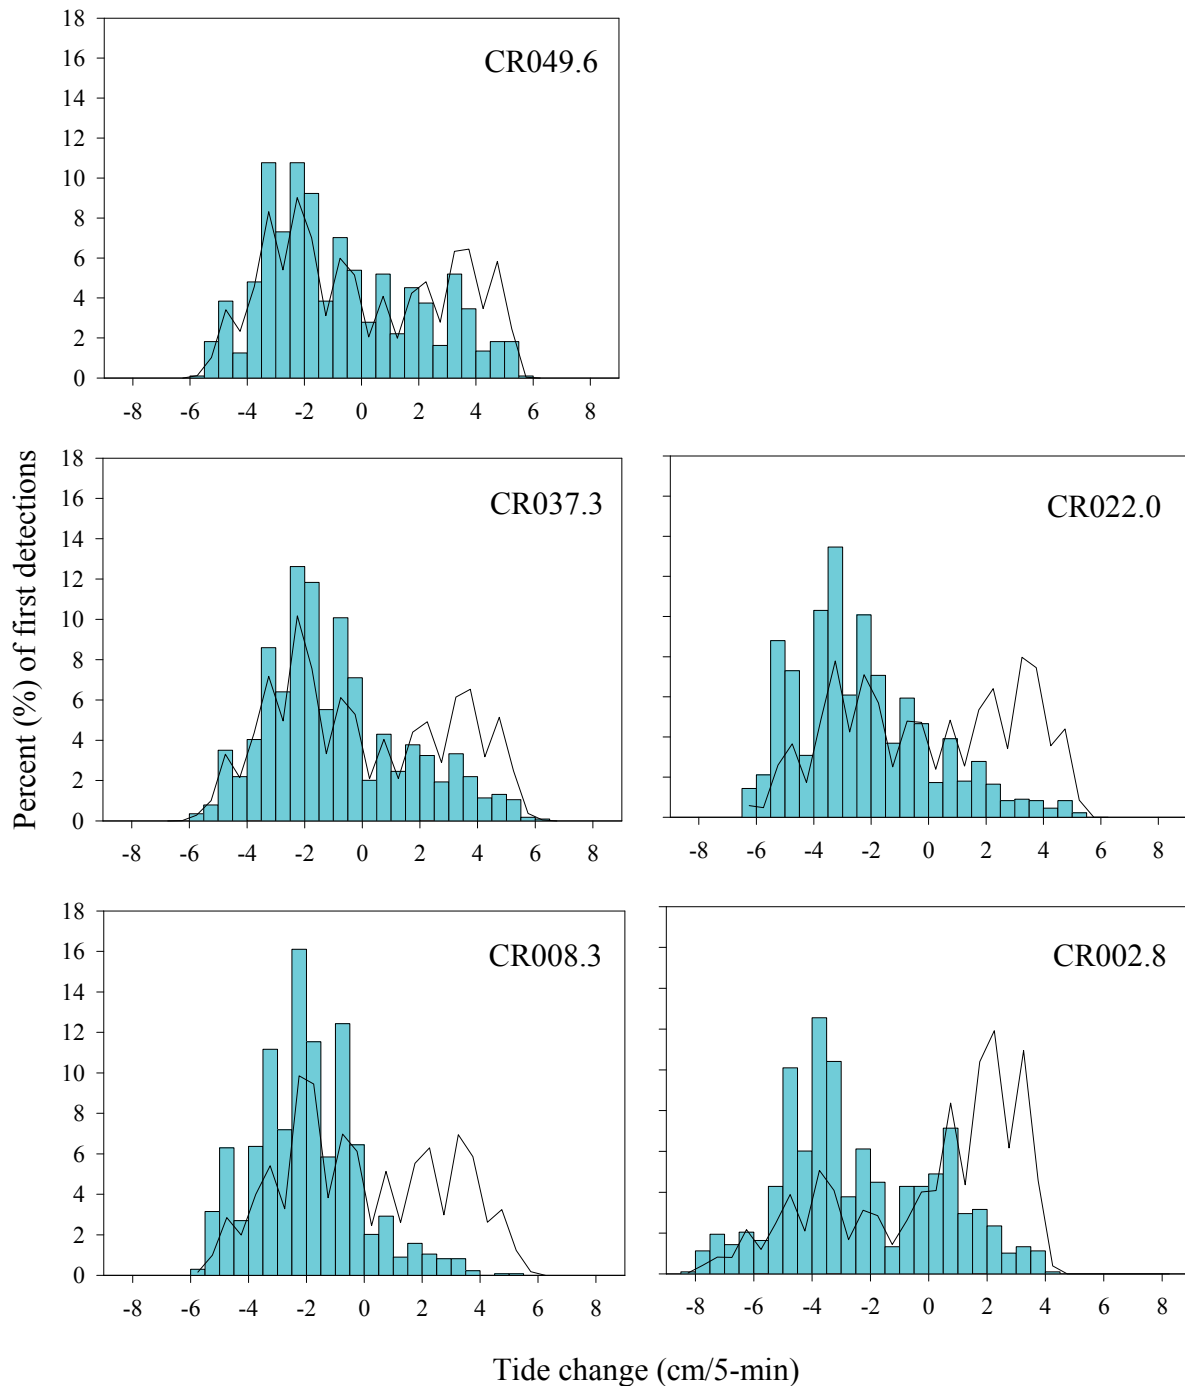 18
16
14
12
10
8
6
4
2
0
CR049.6
-8 -6 -4 -2 0 2 4 6 8
Percent (%) of first detections
18
16
14
12
10
8
6
4
2
0
CR037.3
-8 -6 -4 -2 0 2 4 6 8
CR022.0
-8 -6 -4 -2 0 2 4 6 8
18
16
14
12
10
8
6
4
2
0
CR008.3
-8 -6 -4 -2 0 2 4 6 8
CR002.8
-8 -6 -4 -2 0 2 4 6 8
Tide change (cm/5-min)